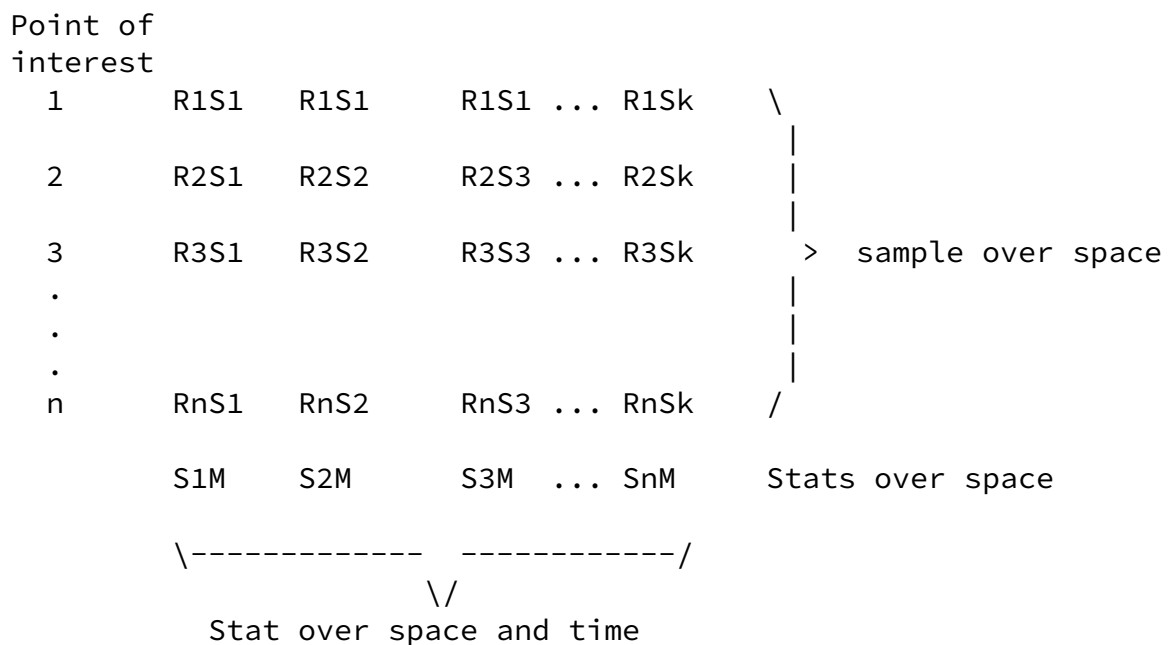 Point of
interest
1 R1S1 R1S1 R1S1 ... R1Sk \
|
2 R2S1 R2S2 R2S3 ... R2Sk |
|
3 R3S1 R3S2 R3S3 ... R3Sk > sample over space
. |
. |
. |
n RnS1 RnS2 RnS3 ... RnSk /
S1M S2M S3M ... SnM Stats over space
\------------- ------------/
\/
Stat over space and time